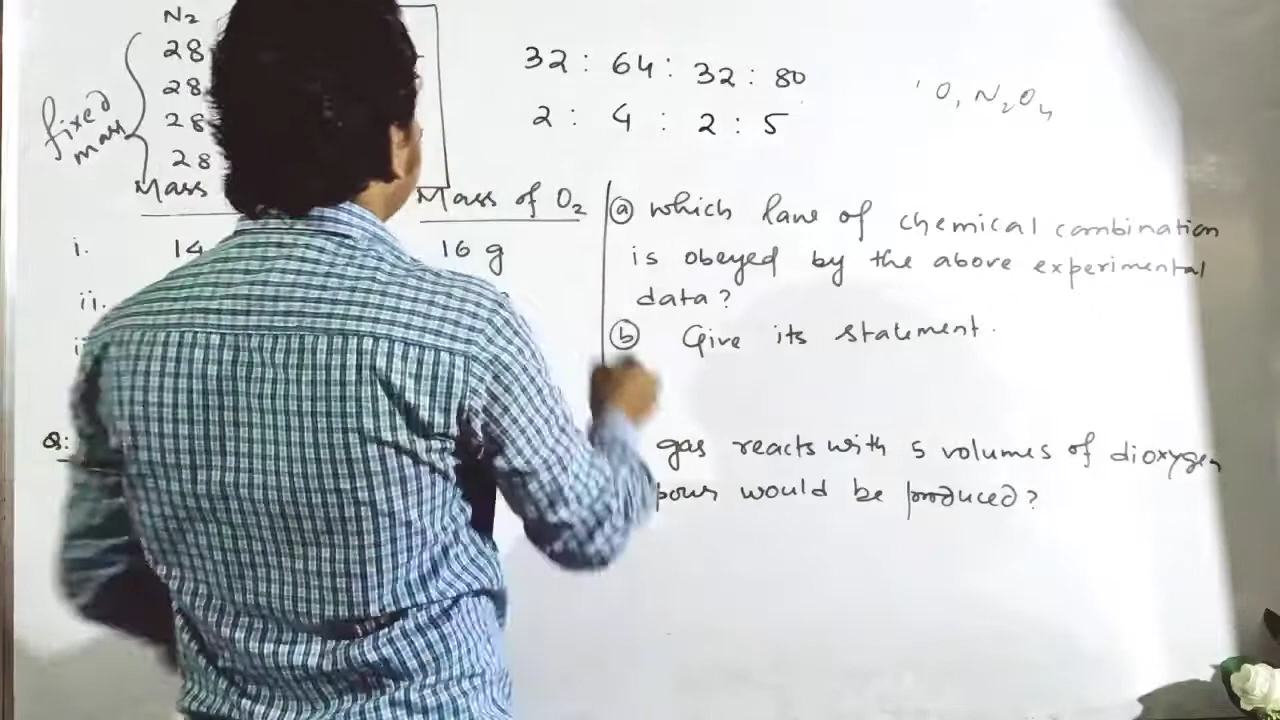 N₂
28
28
28
28
fixed
mass
32 : 64 : 32 : 80
2 : 4 : 2 : 5
O, N₂O₄
Mass
Mass of O₂
i. 14 16 g
ii.
ⓐ which law of chemical combination
is obeyed by the above experimental
data?
ⓑ Give its statement.
Q:
gas reacts with 5 volumes of dioxygen
pours would be produced?